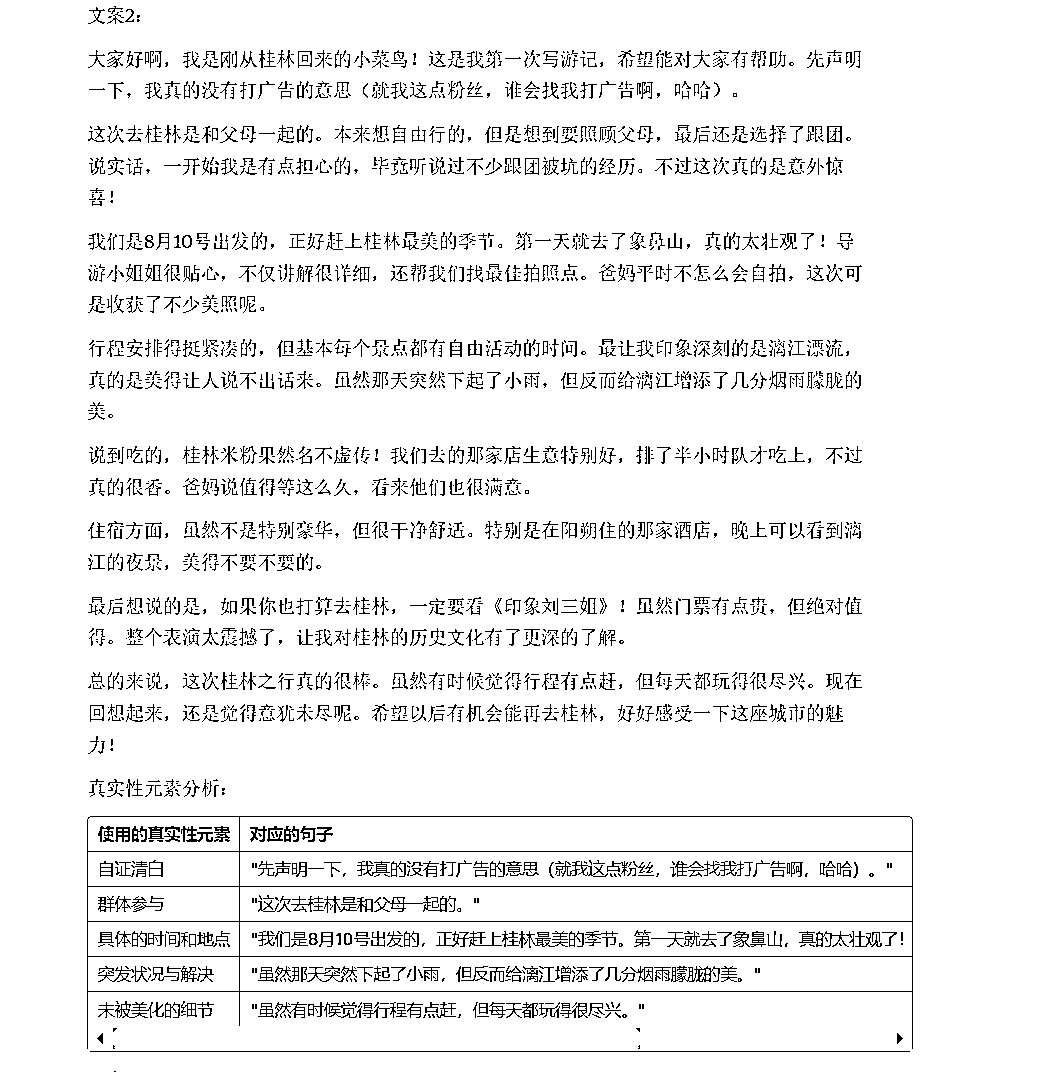 文案2：
大家好啊，我是刚从桂林回来的小菜鸟！这是我第一次写游记，希望能对大家有帮助。先声明
一下，我真的没有打广告的意思（就我这点粉丝，谁会找我打广告啊，哈哈）。
这次去桂林是和父母一起的。本来想自由行的，但是想到要照顾父母，最后还是选择了跟团。
说实话，一开始我是有点担心的，毕竟听说过不少跟团被坑的经历。不过这次真的是意外惊
喜！
我们是8月10号出发的，正好赶上桂林最美的季节。第一天就去了象鼻山，真的太壮观了！导
游小姐姐很贴心，不仅讲解很详细，还帮我们找最佳拍照点。爸妈平时不怎么会自拍，这次可
是收获了不少美照呢。
行程安排得挺紧凑的，但基本每个景点都有自由活动的时间。最让我印象深刻的是漓江漂流，
真的是美得让人说不出话来。虽然那天突然下起了小雨，但反而给漓江增添了几分烟雨朦胧的
美。
说到吃的，桂林米粉果然名不虚传！我们去的那家店生意特别好，排了半小时队才吃上，不过
真的很香。爸妈说值得等这么久，看来他们也很满意。
住宿方面，虽然不是特别豪华，但很干净舒适。特别是在阳朔住的那家酒店，晚上可以看到漓
江的夜景，美得不要不要的。
最后想说的是，如果你也打算去桂林，一定要看《印象刘三姐》！虽然门票有点贵，但绝对值
得。整个表演太震撼了，让我对桂林的历史文化有了更深的了解。
总的来说，这次桂林之行真的很棒。虽然有时候觉得行程有点赶，但每天都玩得很尽兴。现在
回想起来，还是觉得意犹未尽呢。希望以后有机会能再去桂林，好好感受一下这座城市的魅
力！
真实性元素分析：
使用的真实性元素 对应的句子
自证清白 "先声明一下，我真的没有打广告的意思（就我这点粉丝，谁会找我打广告啊，哈哈）。"
群体参与 "这次去桂林是和父母一起的。"
具体的时间和地点 "我们是8月10号出发的，正好赶上桂林最美的季节。第一天就去了象鼻山，真的太壮观了！
突发状况与解决 "虽然那天突然下起了小雨，但反而给漓江增添了几分烟雨朦胧的美。"
未被美化的细节 "虽然有时候觉得行程有点赶，但每天都玩得很尽兴。"